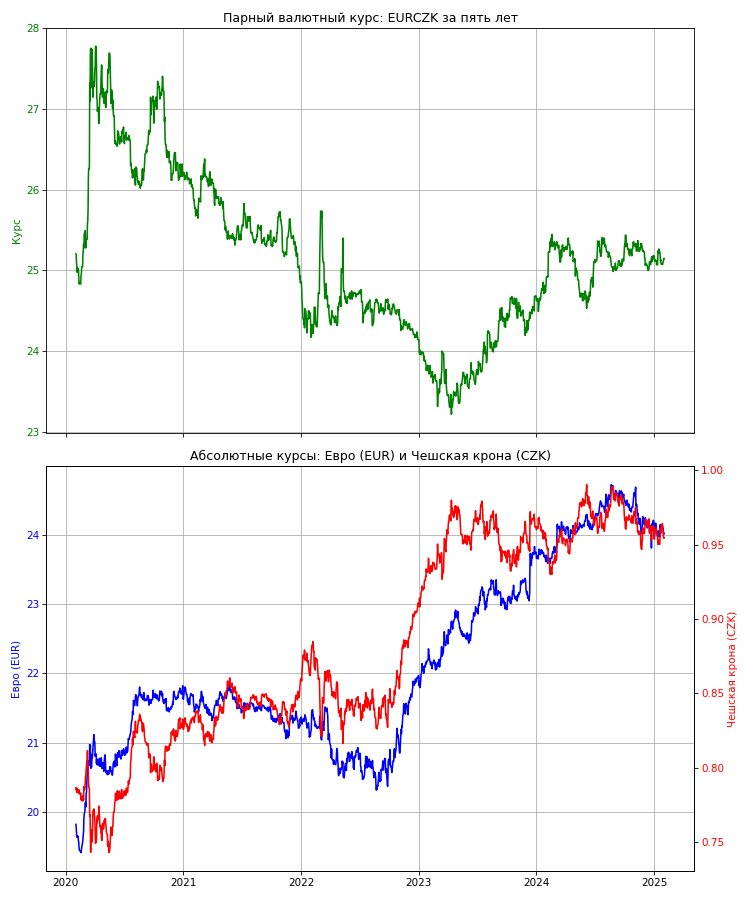 Парный валютный курс: EURCZK за пять лет
28
27
26
25
24
23
Курс
Абсолютные курсы: Евро (EUR) и Чешская крона (CZK)
24
23
22
21
20
Евро (EUR)
1.00
0.95
0.90
0.85
0.80
0.75
Чешская крона (CZK)
2020 2021 2022 2023 2024 2025